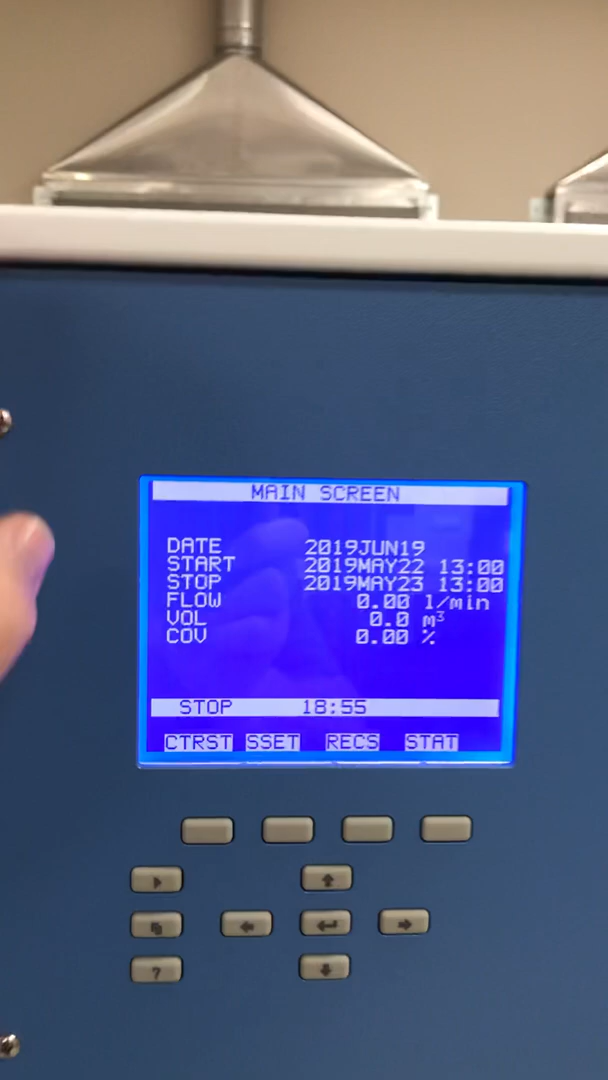 MAIN SCREEN
DATE 2019JUN19
START 2019MAY22 13:00
STOP 2019MAY23 13:00
FLOW 0.00 l/min
VOL 0.0 m³
COV 0.00 %
STOP 18:55
CTRST SSET RECS STAT
?